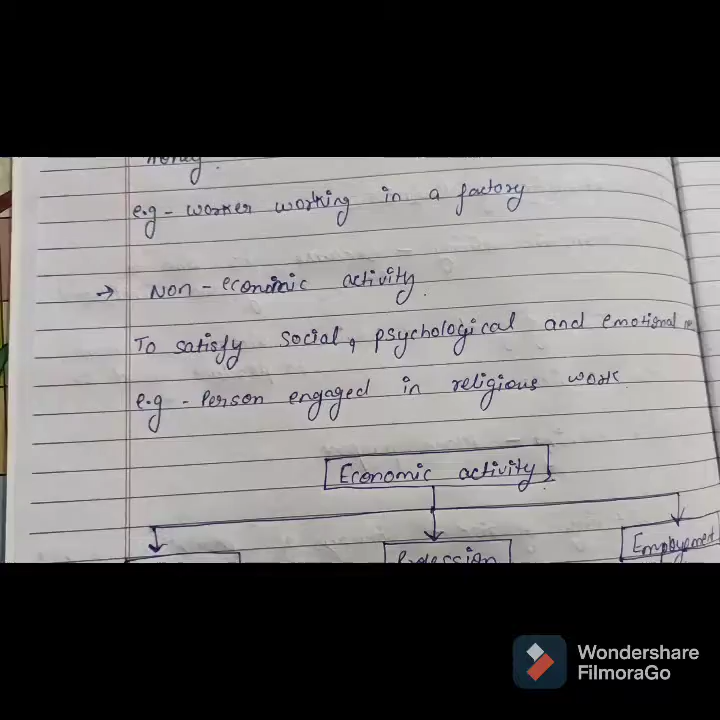 e.g - worker working in a factory
→ Non-economic activity.
To satisfy social, psychological and emotional
e.g - Person engaged in religious work.
Economic activity
Profession
Employment
Wondershare
FilmoraGo